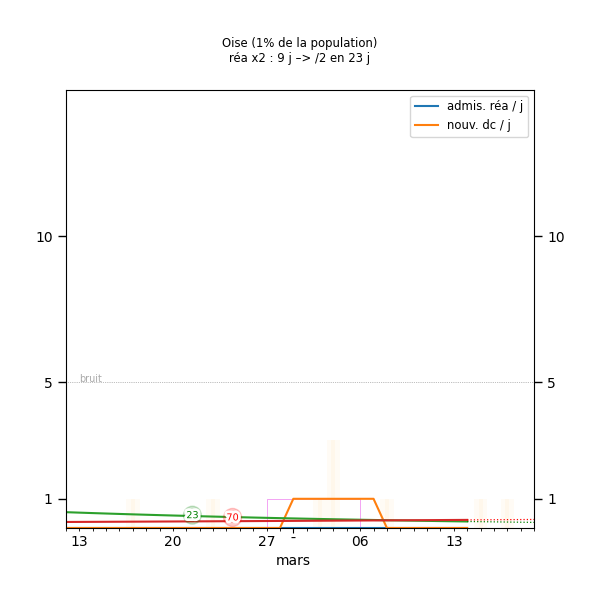 Oise (1% de la population)
réa x2 : 9 j –> /2 en 23 j
admis. réa / j
nouv. dc / j
10 10
bruit
5 5
1 1
23 70
13 20 27 - 06 13
mars